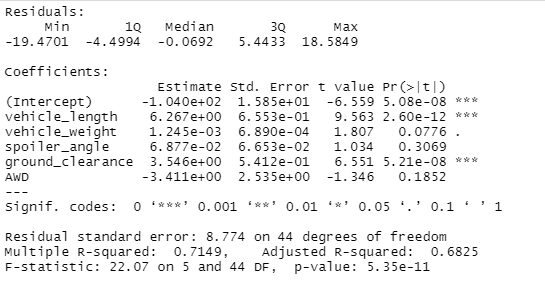 Residuals:
     Min       1Q   Median       3Q      Max
-19.4701  -4.4994  -0.0692   5.4433  18.5849

Coefficients:
                   Estimate Std. Error t value Pr(>|t|)
(Intercept)      -1.040e+02  1.585e+01  -6.559 5.08e-08 ***
vehicle_length    6.267e+00  6.553e-01   9.563 2.60e-12 ***
vehicle_weight    1.245e-03  6.890e-04   1.807   0.0776 .
spoiler_angle     6.877e-02  6.653e-02   1.034   0.3069
ground_clearance  3.546e+00  5.412e-01   6.551 5.21e-08 ***
AWD              -3.411e+00  2.535e+00  -1.346   0.1852
---
Signif. codes:  0 ‘***’ 0.001 ‘**’ 0.01 ‘*’ 0.05 ‘.’ 0.1 ‘ ’ 1

Residual standard error: 8.774 on 44 degrees of freedom
Multiple R-squared:  0.7149,	Adjusted R-squared:  0.6825
F-statistic: 22.07 on 5 and 44 DF,  p-value: 5.35e-11